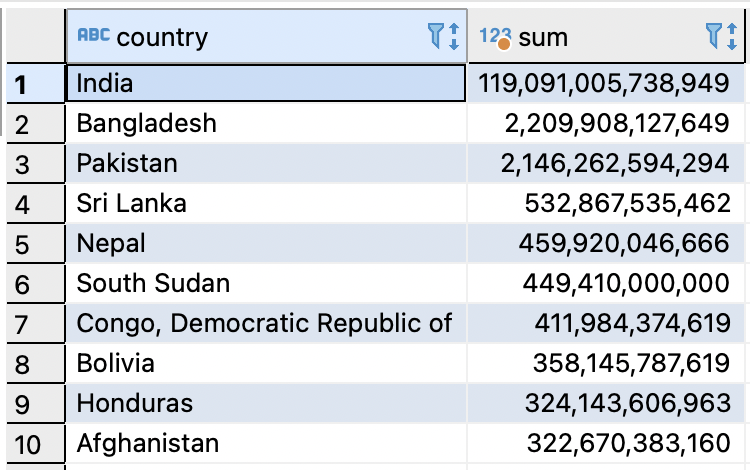 ABC country 123 sum
1 India 119,091,005,738,949
2 Bangladesh 2,209,908,127,649
3 Pakistan 2,146,262,594,294
4 Sri Lanka 532,867,535,462
5 Nepal 459,920,046,666
6 South Sudan 449,410,000,000
7 Congo, Democratic Republic of 411,984,374,619
8 Bolivia 358,145,787,619
9 Honduras 324,143,606,963
10 Afghanistan 322,670,383,160